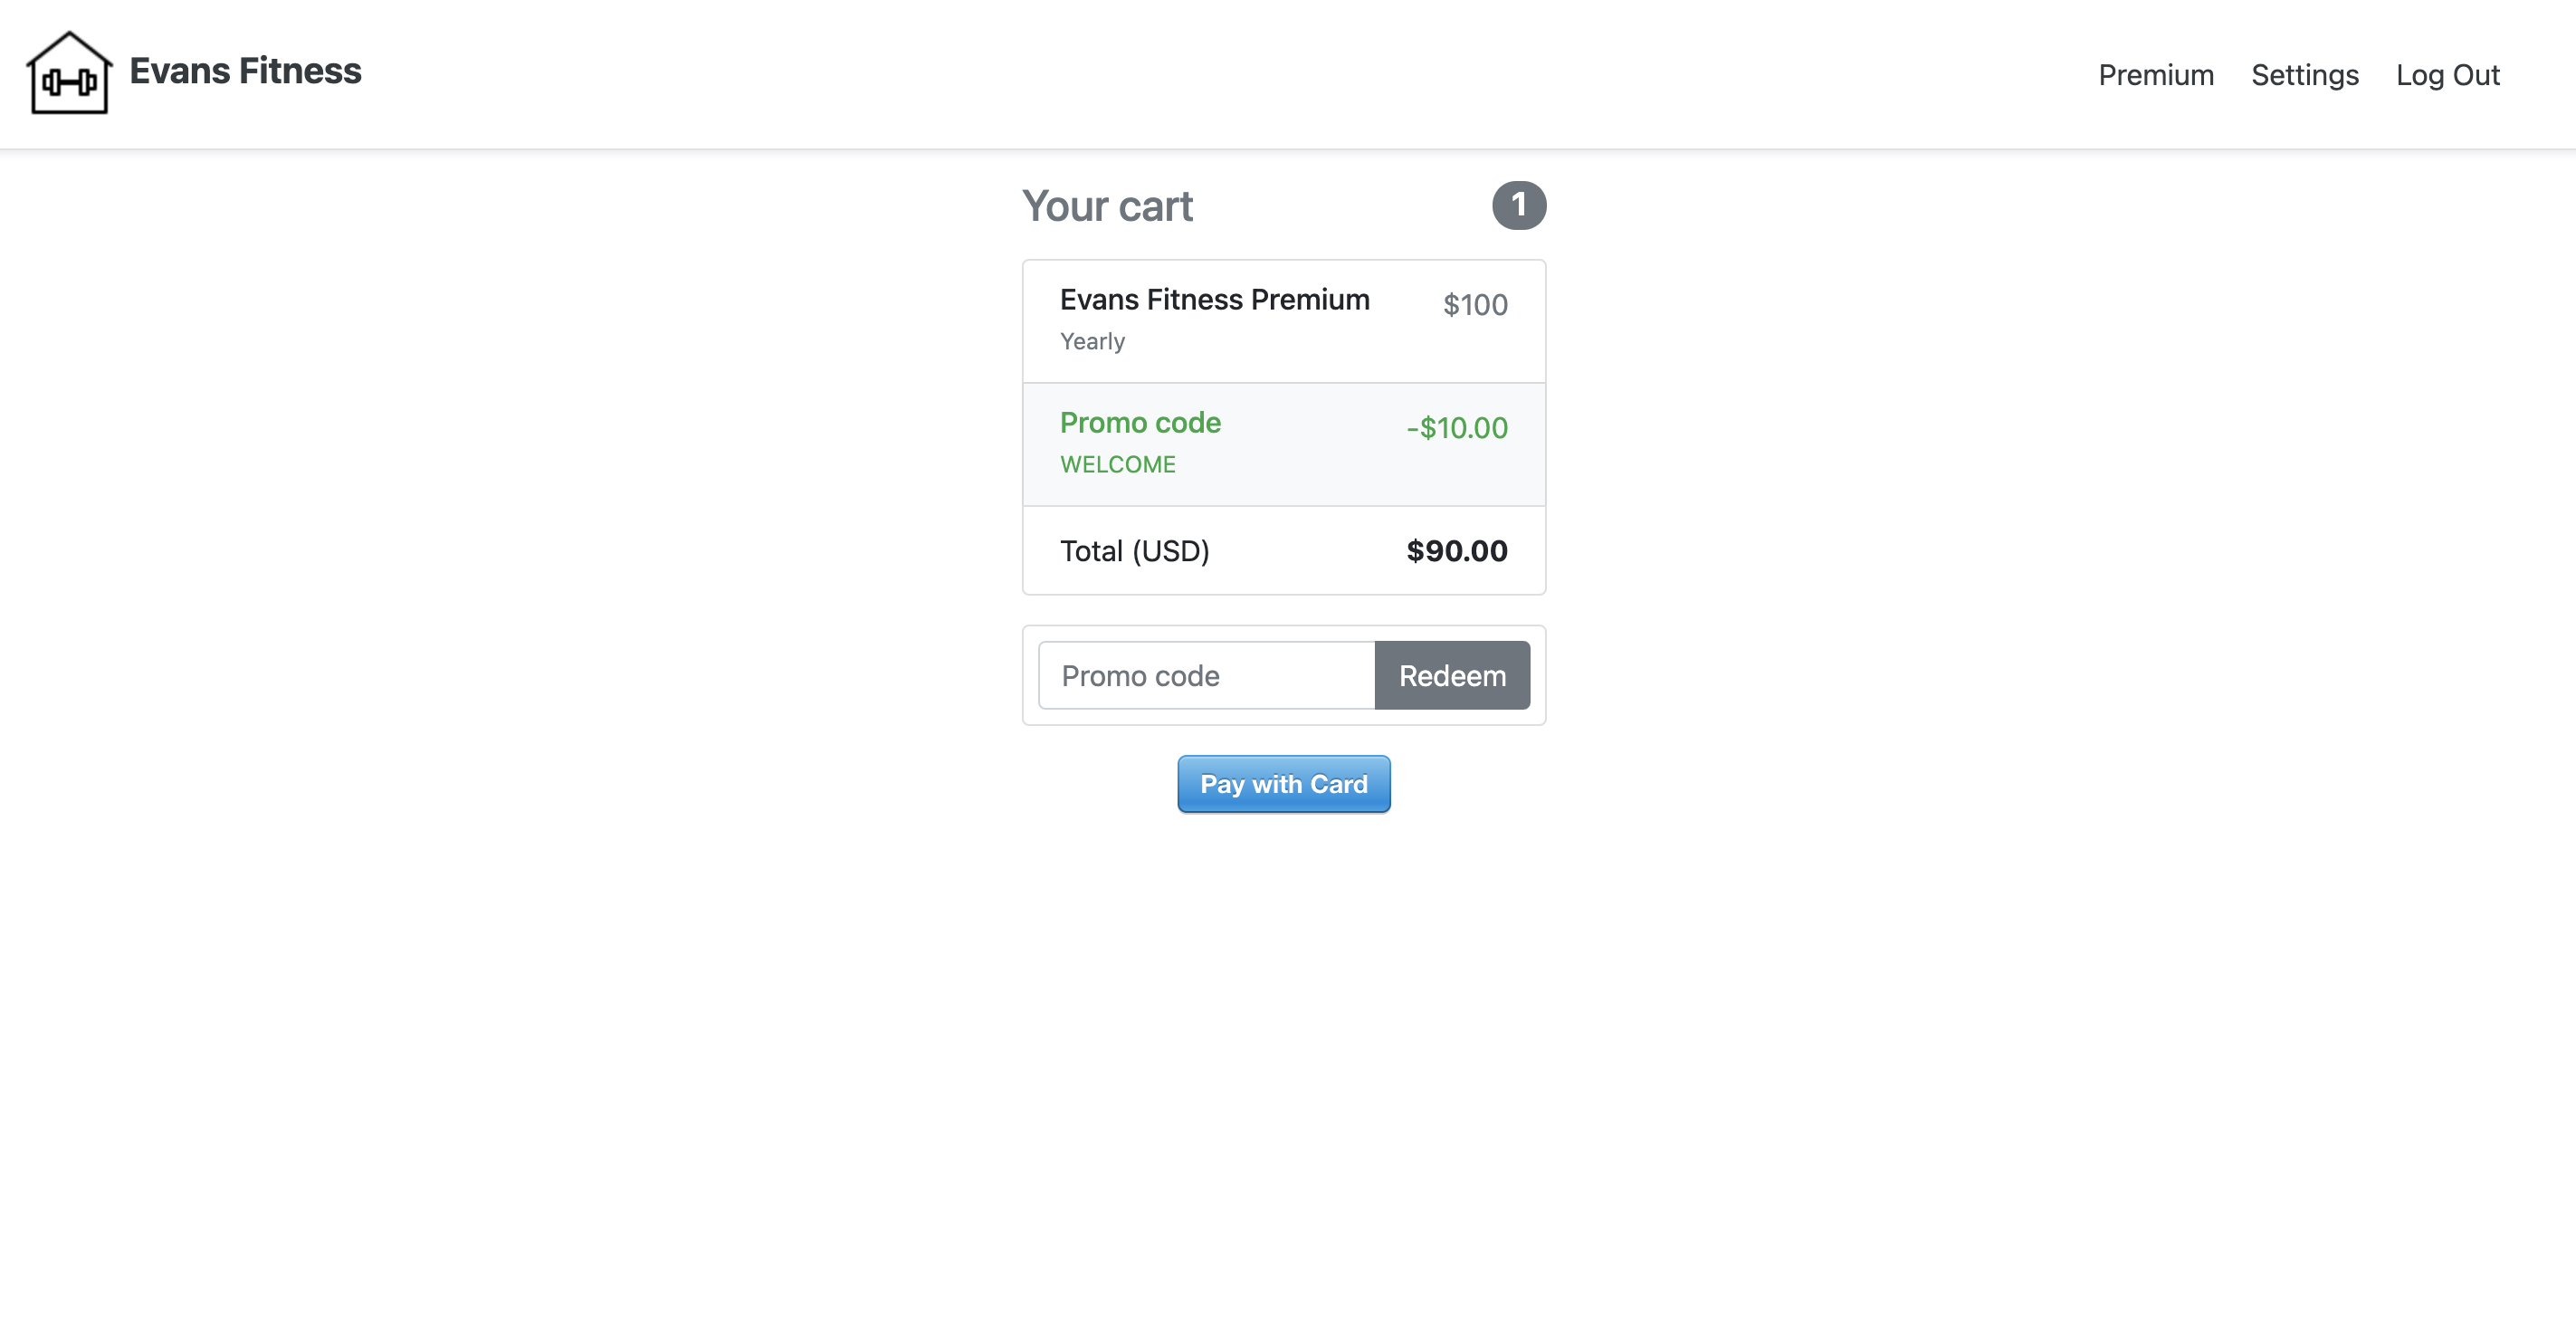 Evans Fitness
Premium Settings Log Out
Your cart 1
Evans Fitness Premium $100
Yearly
Promo code -$10.00
WELCOME
Total (USD) $90.00
Promo code Redeem
Pay with Card